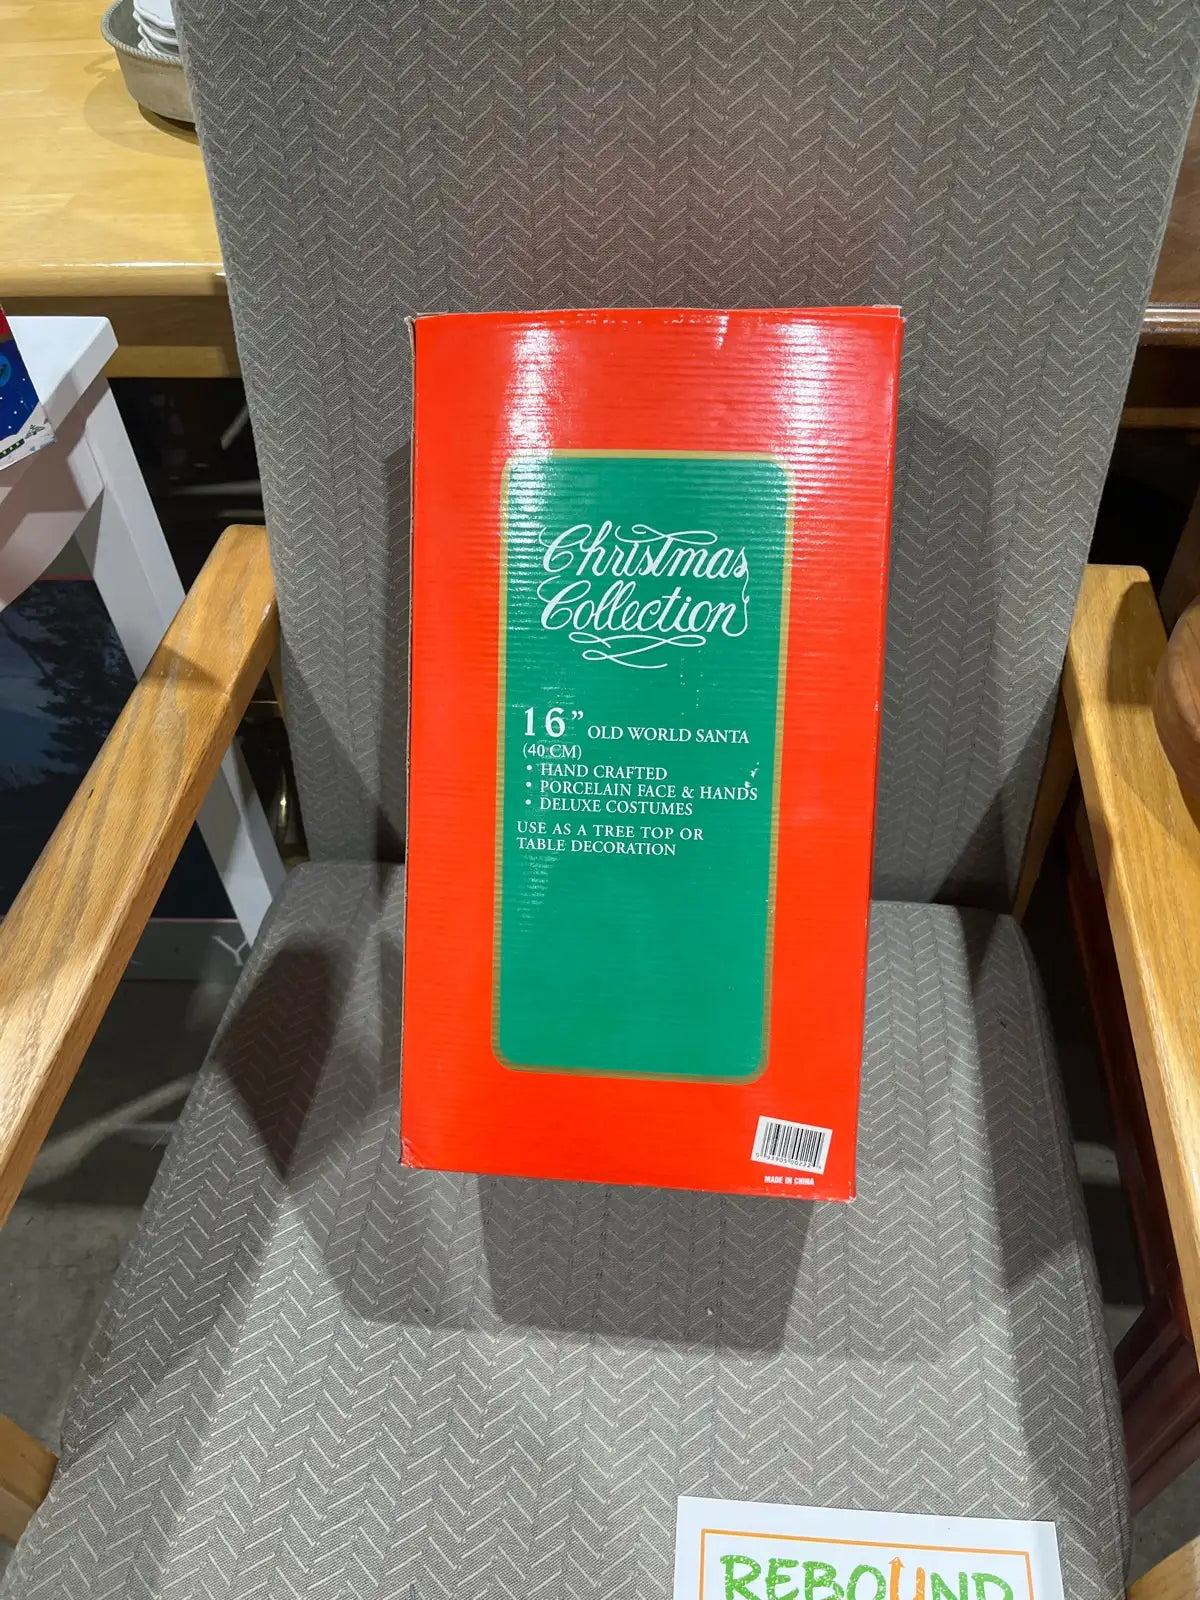 Christmas
Collection
16” OLD WORLD SANTA
(40 CM)
• HAND CRAFTED
• PORCELAIN FACE & HANDS
• DELUXE COSTUMES
USE AS A TREE TOP OR
TABLE DECORATION
MADE IN CHINA
REBOUND